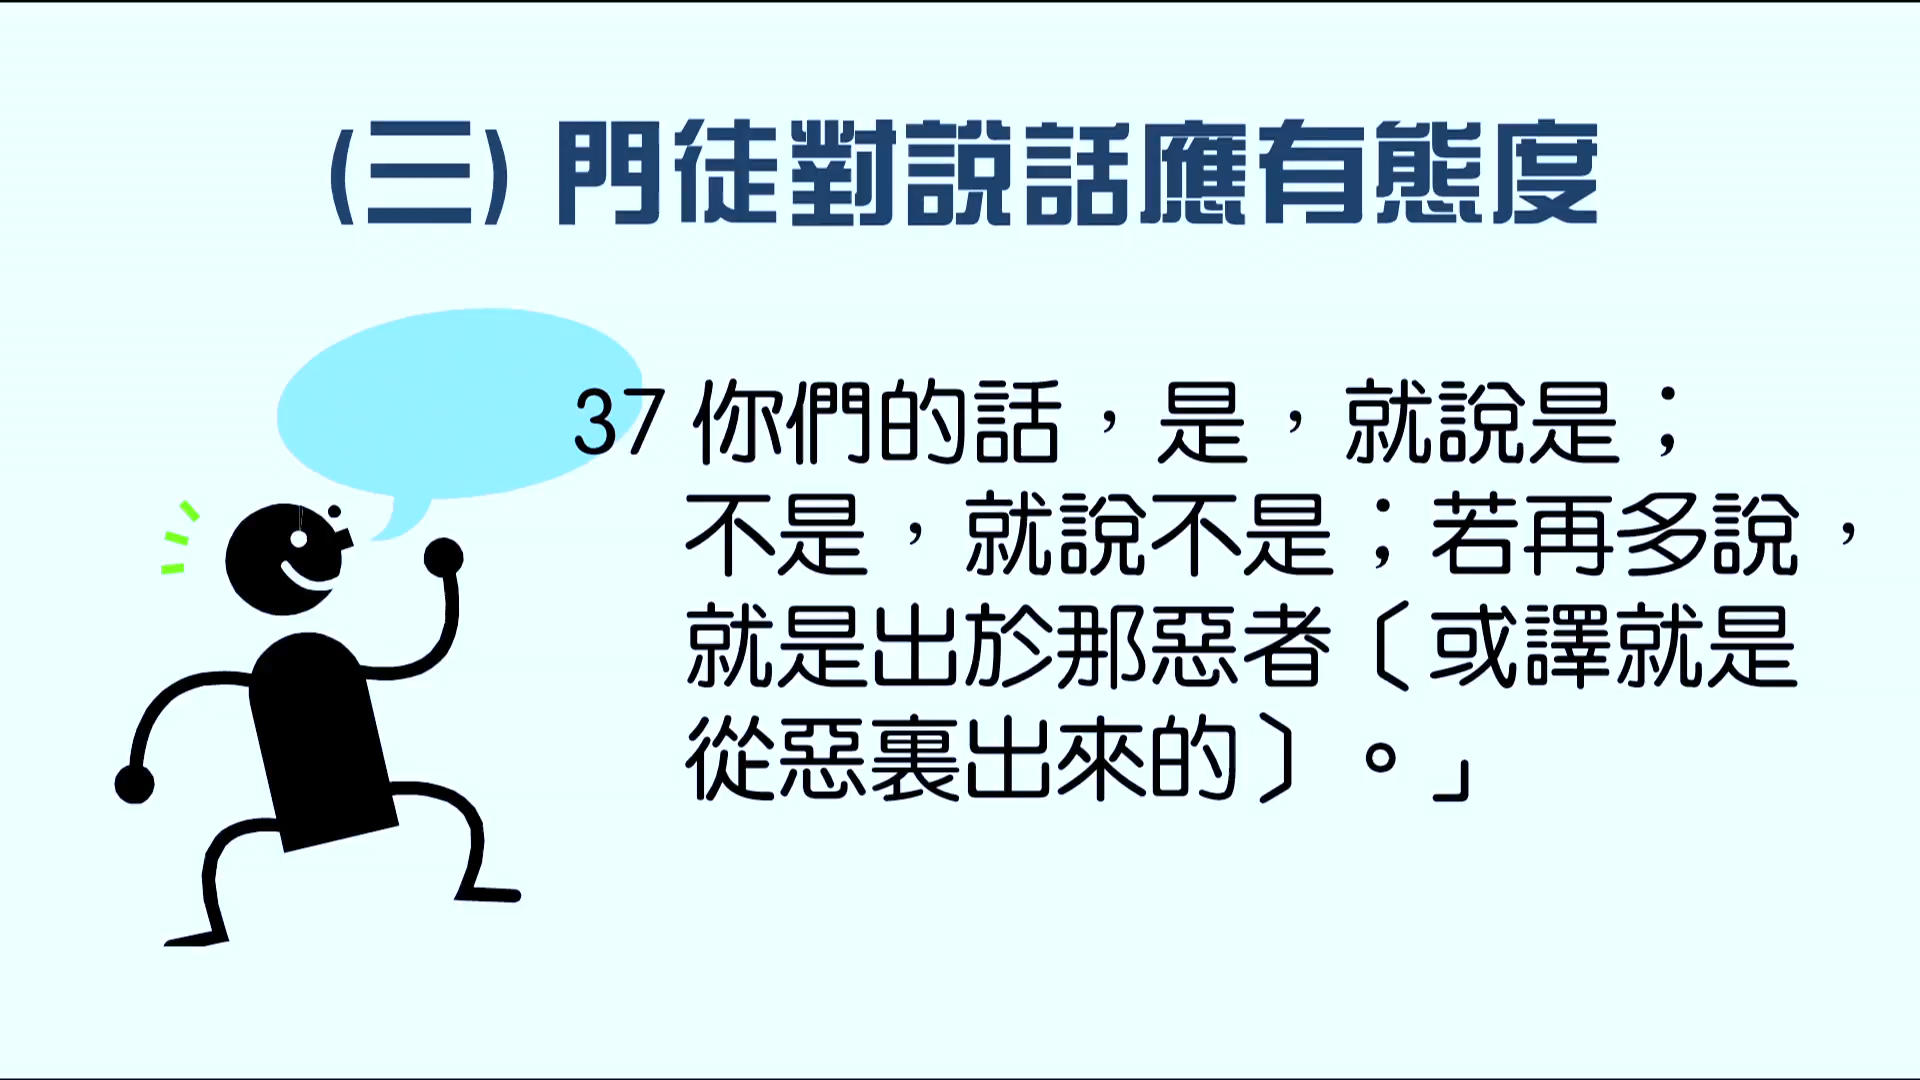 (三) 門徒對說話應有態度
37 你們的話，是，就說是；
不是，就說不是；若再多說，
就是出於那惡者〔或譯就是
從惡裏出來的〕。」